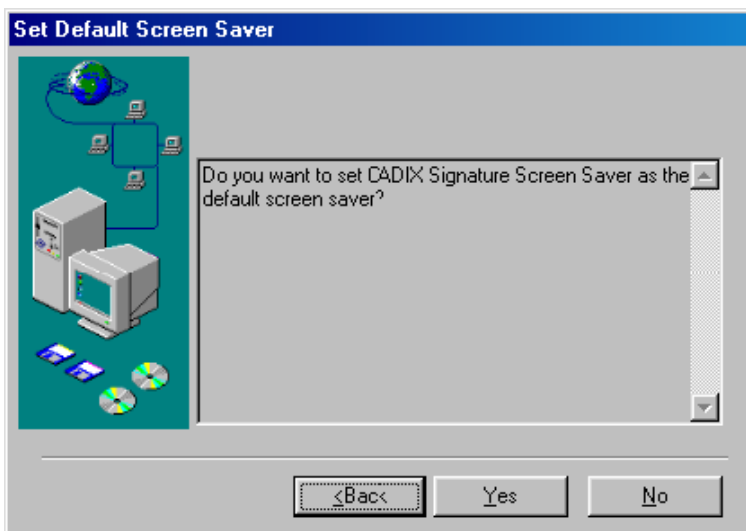 Set Default Screen Saver
Do you want to set CADIX Signature Screen Saver as the
default screen saver?
<Bac<
Yes
No